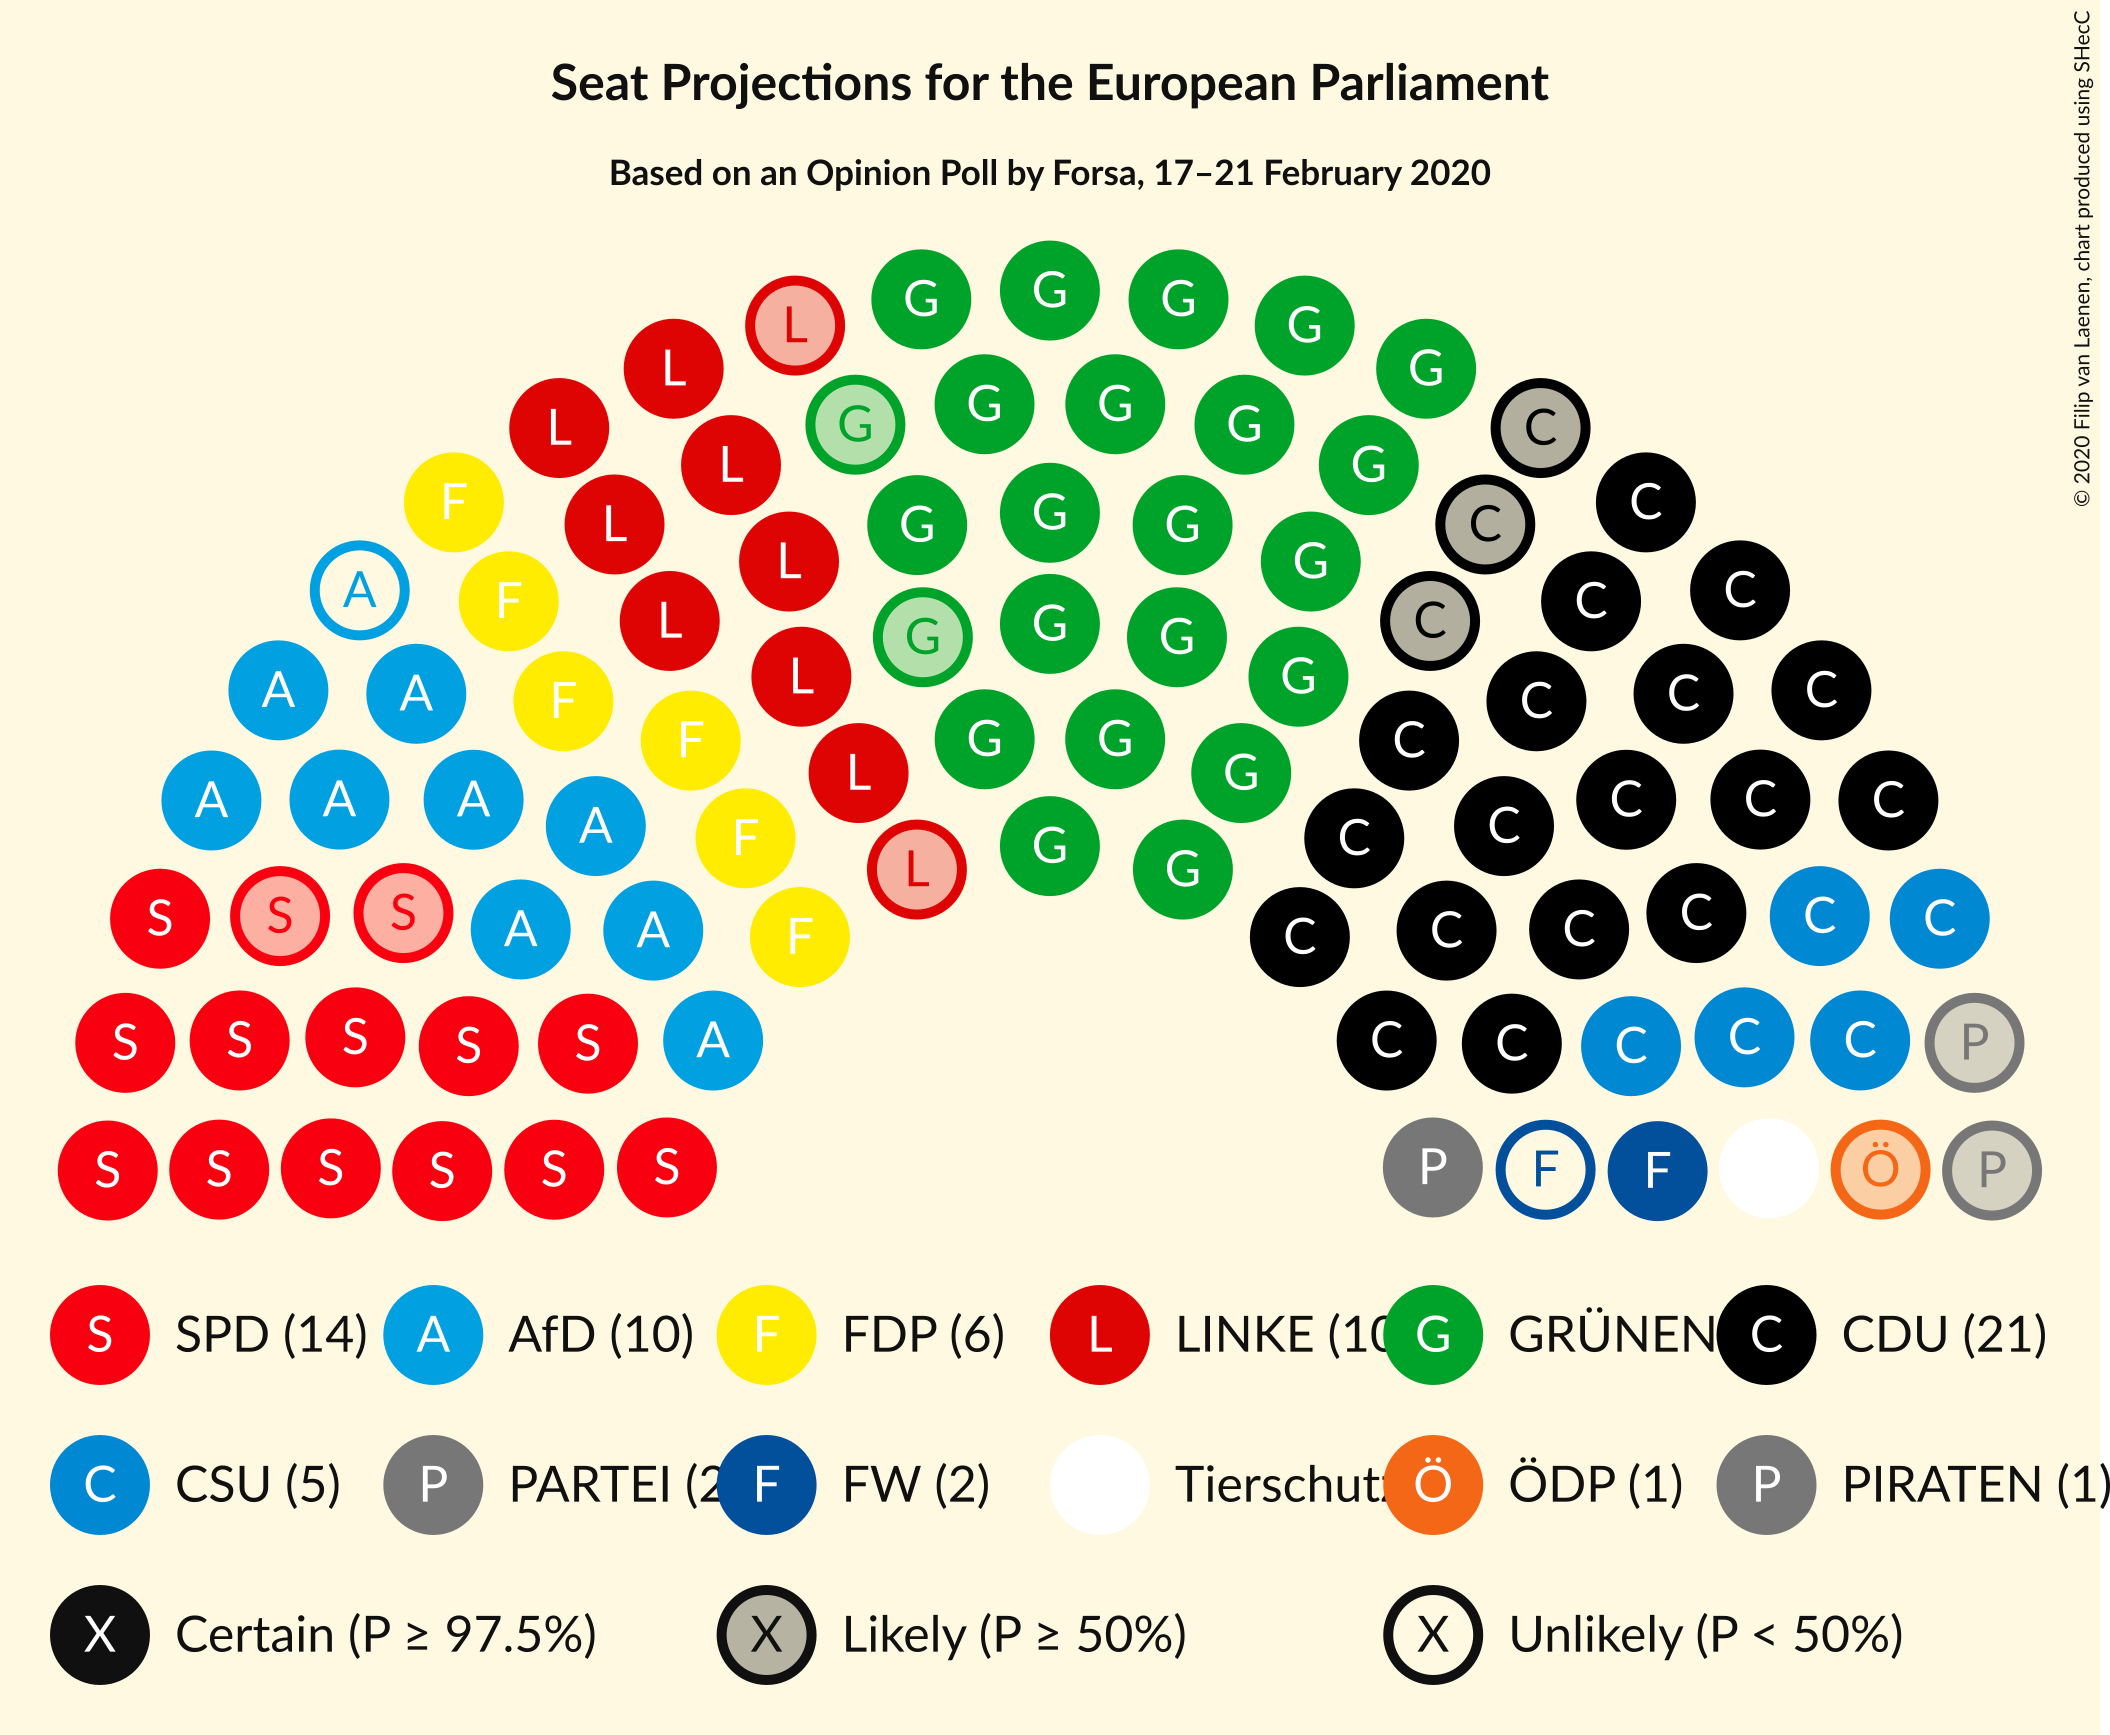 Seat Projections for the European Parliament
Based on an Opinion Poll by Forsa, 17–21 February 2020
© 2020 Filip van Laenen, chart produced using SHecC
G G G G G
L G G G G G
L L G G G G C
L L G G G G C C
F L L G G G G C C C
A F L L G G G C C C
A A F F L G G C C C C
A A A A F L G G C C C C C
S S S A A F C C C C C C
S S S S S A C C C C C P
S S S S S S P F F Ö P
S SPD (14) A AfD (10) F FDP (6) L LINKE (10 G GRÜNEN C CDU (21)
C CSU (5) P PARTEI (2 F FW (2) Tierschutz Ö ÖDP (1) P PIRATEN (1)
X Certain (P ≥ 97.5%) X Likely (P ≥ 50%) X Unlikely (P < 50%)